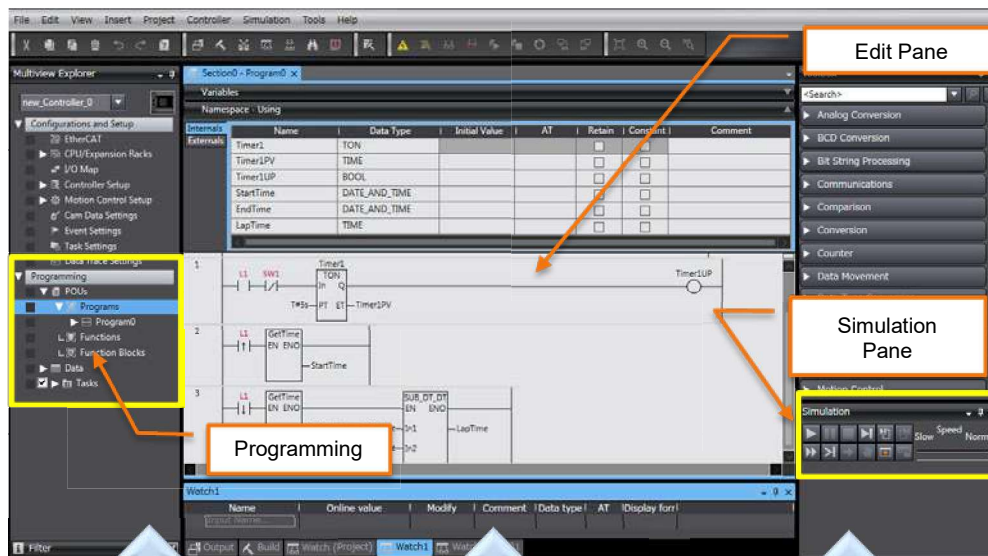 File Edit View Insert Project Controller Simulation Tools Help
Edit Pane
Multiview Explorer
new_Controller_0
Configurations and Setup
EtherCAT
CPU/Expansion Racks
I/O Map
Controller Setup
Motion Control Setup
Cam Data Settings
Event Settings
Task Settings
Data Trace Settings
Programming
POUs
Programs
Program0
Functions
Function Blocks
Data
Tasks
Filter
Section0 - Program0 x
Variables
Namespace - Using
Internals
Externals
Name Data Type Initial Value AT Retain Constant Comment
Timer1 TON
Timer1PV TIME
Timer1UP BOOL
StartTime DATE_AND_TIME
EndTime DATE_AND_TIME
LapTime TIME
1
Timer1
L1 SW1 TON Timer1UP
In Q
T#5s PT ET Timer1PV
2
L1 GetTime
EN ENO
StartTime
3
L1 GetTime SUB_DT_DT
EN ENO EN ENO
In1 LapTime
In2
Programming
Watch1
Name Online value Modify Comment Data type AT Display for
Input Name...
Output Build Watch (Project) Watch1
<Search>
Analog Conversion
BCD Conversion
Bit String Processing
Communications
Comparison
Conversion
Counter
Data Movement
Simulation
Pane
Motion Control
Simulation
Slow Speed Norm